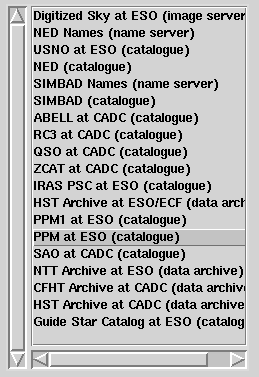 Digitized Sky at ESO (image server
NED Names (name server)
USNO at ESO (catalogue)
NED (catalogue)
SIMBAD Names (name server)
SIMBAD (catalogue)
ABELL at CADC (catalogue)
RC3 at CADC (catalogue)
QSO at CADC (catalogue)
ZCAT at CADC (catalogue)
IRAS PSC at ESO (catalogue)
HST Archive at ESO/ECF (data arch
PPM1 at ESO (catalogue)
PPM at ESO (catalogue)
SAO at CADC (catalogue)
NTT Archive at ESO (data archive)
CFHT Archive at CADC (data archive
HST Archive at CADC (data archive)
Guide Star Catalog at ESO (catalog